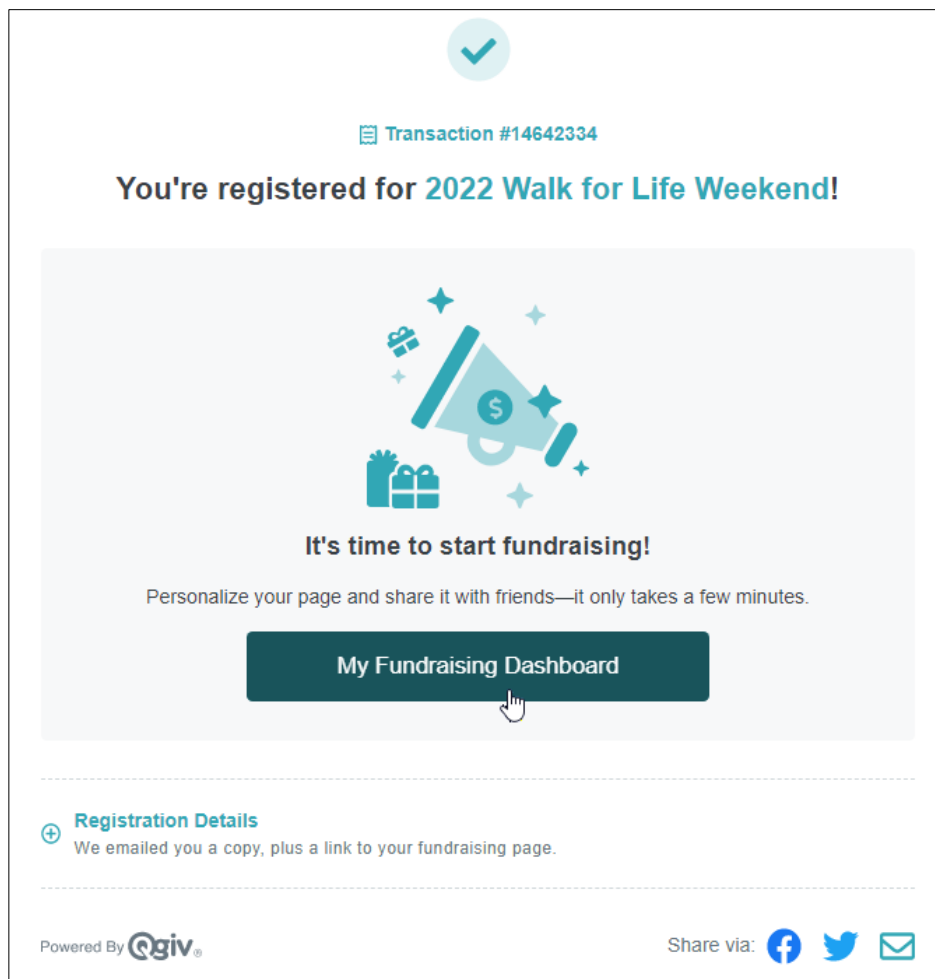 Transaction #14642334
You're registered for 2022 Walk for Life Weekend!
$
It's time to start fundraising!
Personalize your page and share it with friends—it only takes a few minutes.
My Fundraising Dashboard
Registration Details
We emailed you a copy, plus a link to your fundraising page.
Powered By Qgiv®
Share via: